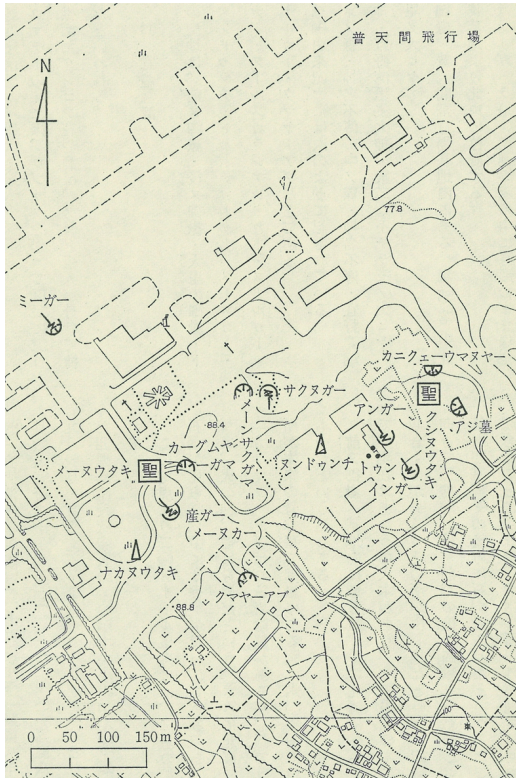 普天間飛行場
N
77.8
ミーガー
カニクェーウマヌヤー
サクヌガー
聖
アジ墓
アンガー
クシヌウタキ
メーンサクガマ
88.4
カーグムヤーガマ
メーヌウタキ
聖
ヌンドゥンチ
トゥン
インガー
産ガー
(メーヌカー)
ナカヌウタキ
クマヤーアブ
88.8
0 50 100 150m